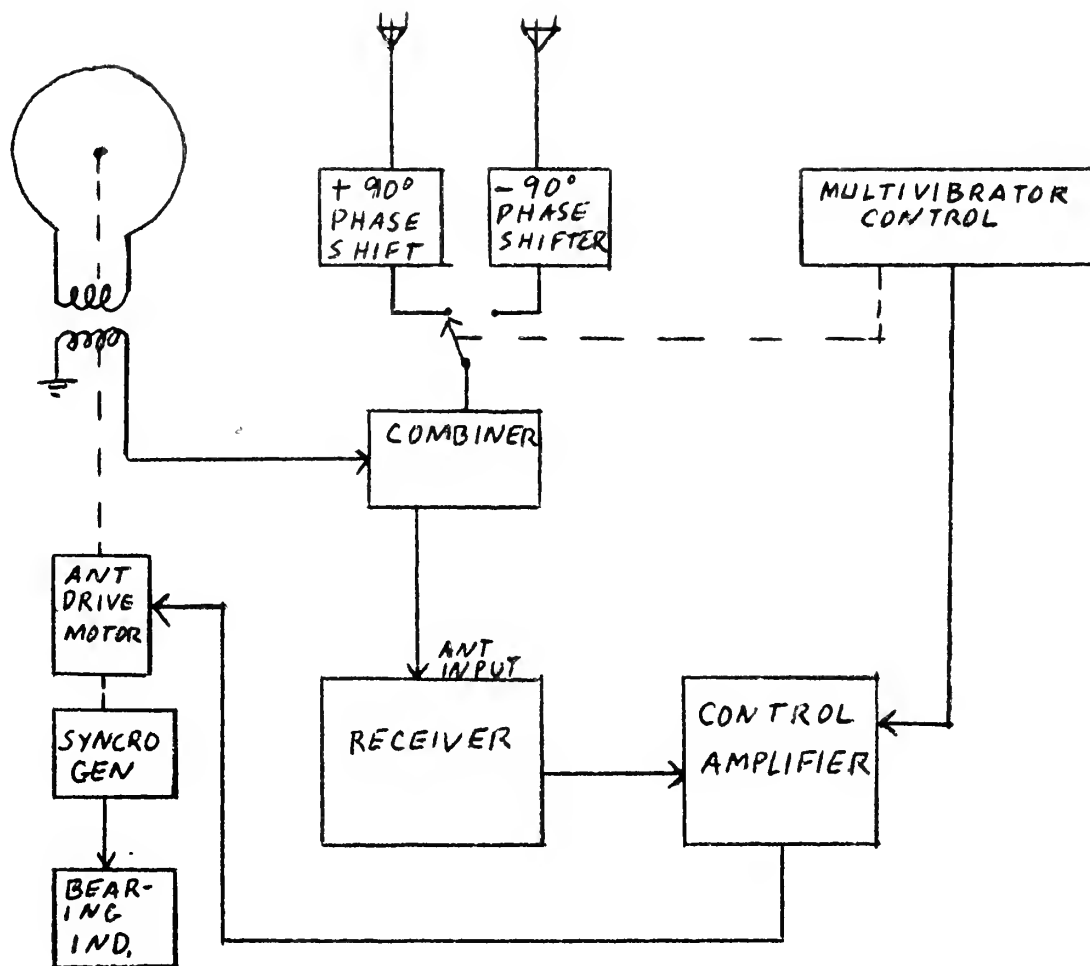 + 90°
PHASE
SHIFT
- 90°
PHASE
SHIFTER
MULTIVIBRATOR
CONTROL
COMBINER
ANT
DRIVE
MOTOR
ANT
INPUT
RECEIVER
CONTROL
AMPLIFIER
SYNCRO
GEN
BEAR-
ING
IND.